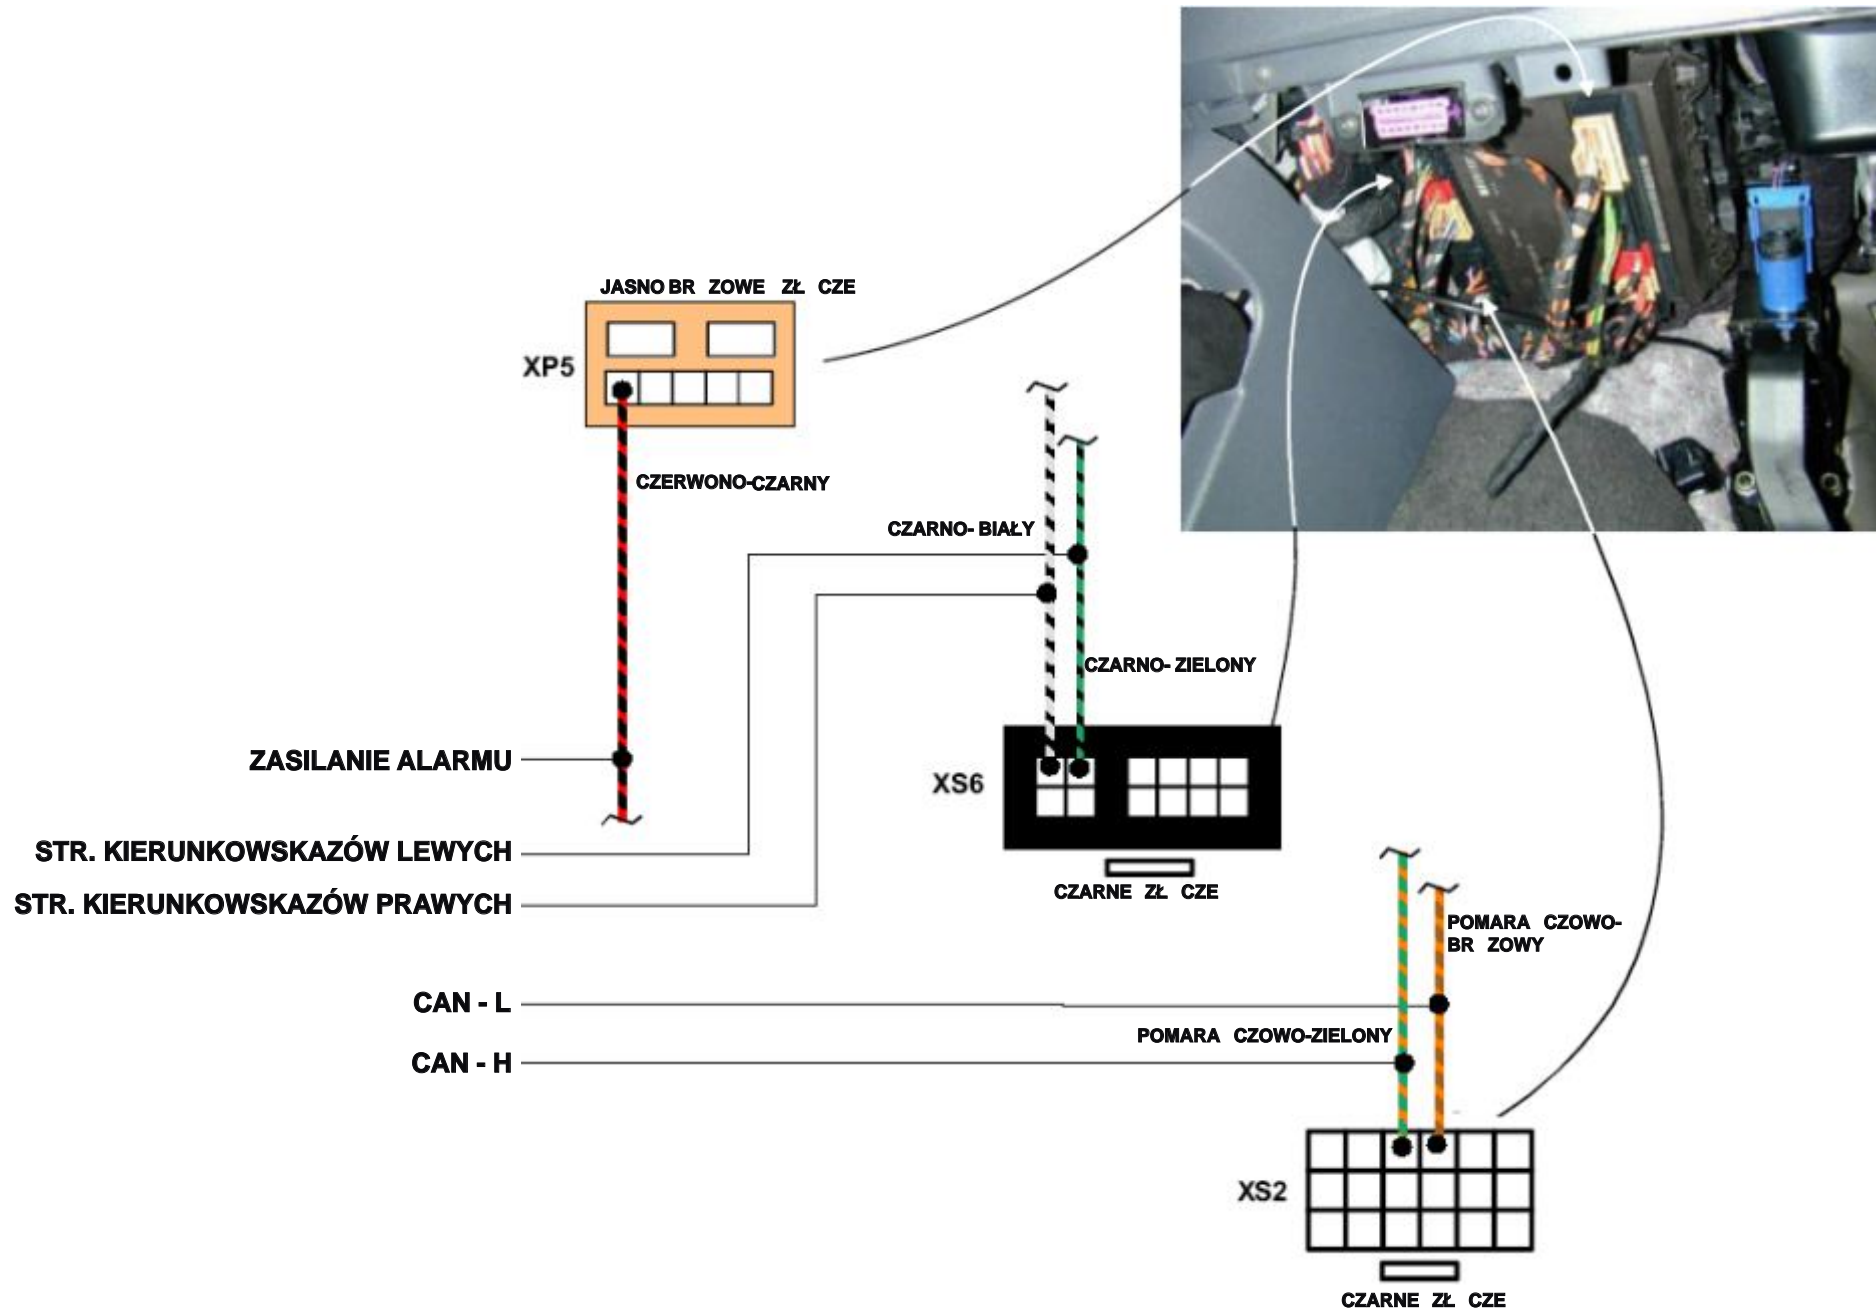 JASNO BR ZOWE ZŁ CZE
XP5
CZERWONO-CZARNY
CZARNO- BIAŁY
CZARNO- ZIELONY
ZASILANIE ALARMU
XS6
STR. KIERUNKOWSKAZÓW LEWYCH
CZARNE ZŁ CZE
STR. KIERUNKOWSKAZÓW PRAWYCH
POMARA CZOWO-
BR ZOWY
CAN - L
POMARA CZOWO-ZIELONY
CAN - H
XS2
CZARNE ZŁ CZE